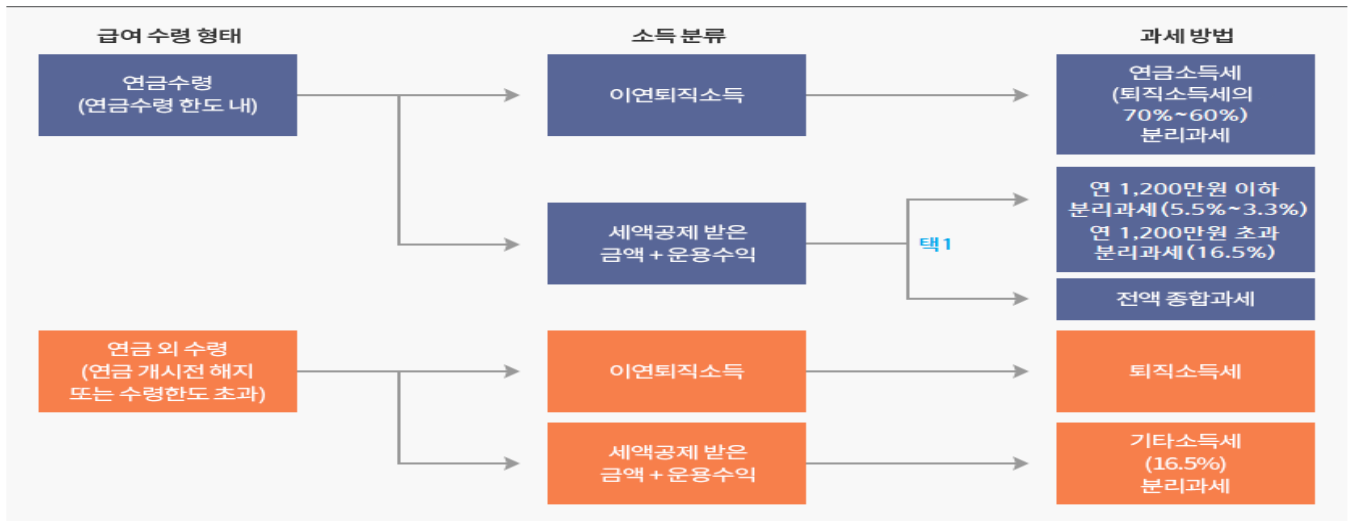 급여 수령 형태
소득 분류
과세 방법
연금수령
(연금수령 한도 내)
이연퇴직소득
연금소득세
(퇴직소득세의
70%~60%)
분리과세
세액공제 받은
금액 + 운용수익
택1
연 1,200만원 이하
분리과세(5.5%~3.3%)
연 1,200만원 초과
분리과세(16.5%)
전액 종합과세
연금 외 수령
(연금 개시전 해지
또는 수령한도 초과)
이연퇴직소득
퇴직소득세
세액공제 받은
금액 + 운용수익
기타소득세
(16.5%)
분리과세